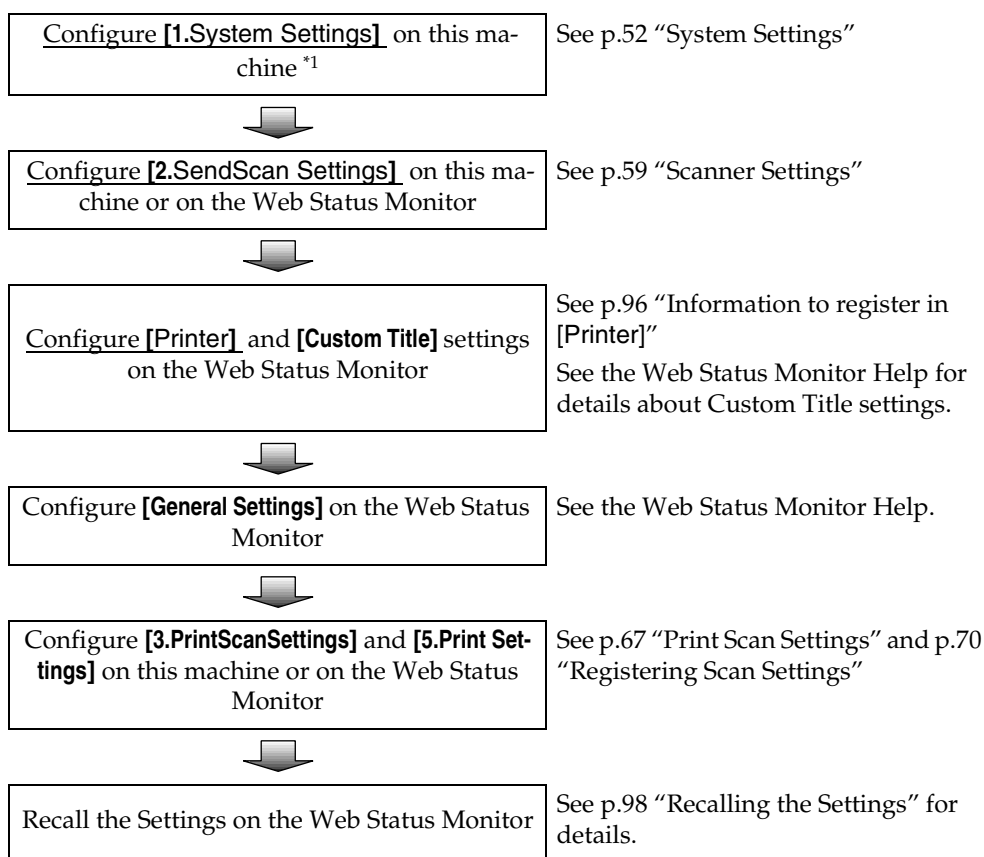 Configure [1.System Settings] on this ma-
chine *1
See p.52 “System Settings”
Configure [2.SendScan Settings] on this ma-
chine or on the Web Status Monitor
See p.59 “Scanner Settings”
Configure [Printer] and [Custom Title] settings
on the Web Status Monitor
See p.96 “Information to register in
[Printer]”
See the Web Status Monitor Help for
details about Custom Title settings.
Configure [General Settings] on the Web Status
Monitor
See the Web Status Monitor Help.
Configure [3.PrintScanSettings] and [5.Print Set-
tings] on this machine or on the Web Status
Monitor
See p.67 “Print Scan Settings” and p.70
“Registering Scan Settings”
Recall the Settings on the Web Status Monitor
See p.98 “Recalling the Settings” for
details.